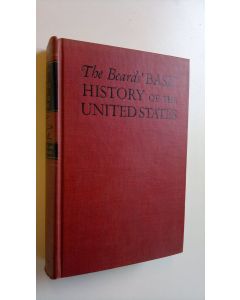 The Beards' BASIC
HISTORY OF THE
UNITED STATES